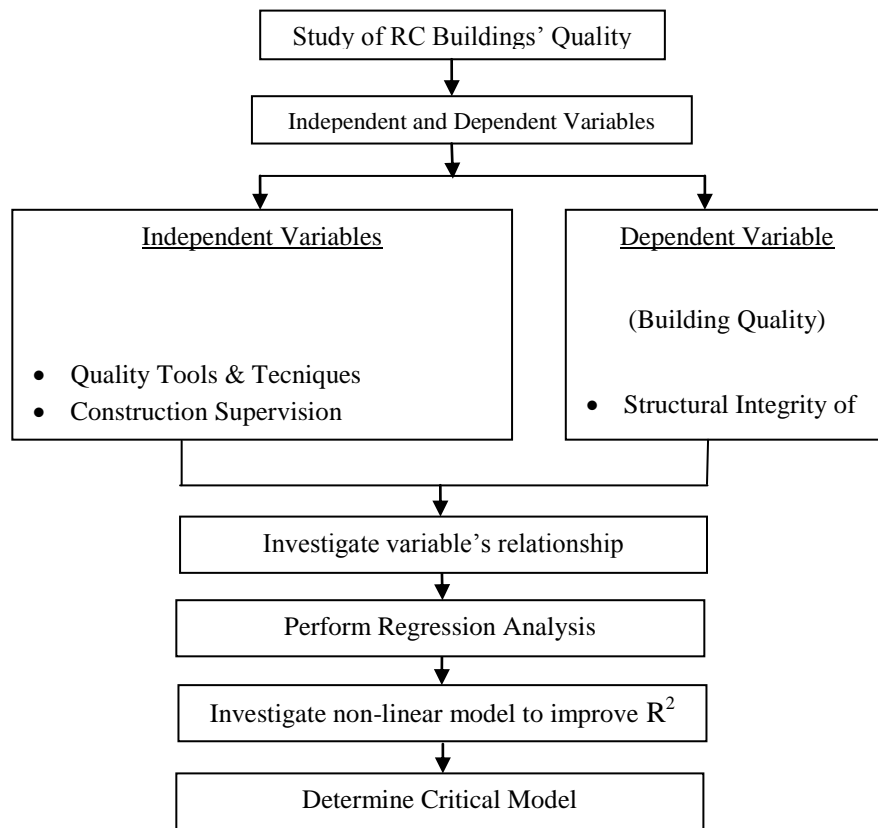 Study of RC Buildings’ Quality
Independent and Dependent Variables
Independent Variables
• Quality Tools & Tecniques
• Construction Supervision
Dependent Variable
(Building Quality)
• Structural Integrity of
Investigate variable’s relationship
Perform Regression Analysis
Investigate non-linear model to improve R²
Determine Critical Model